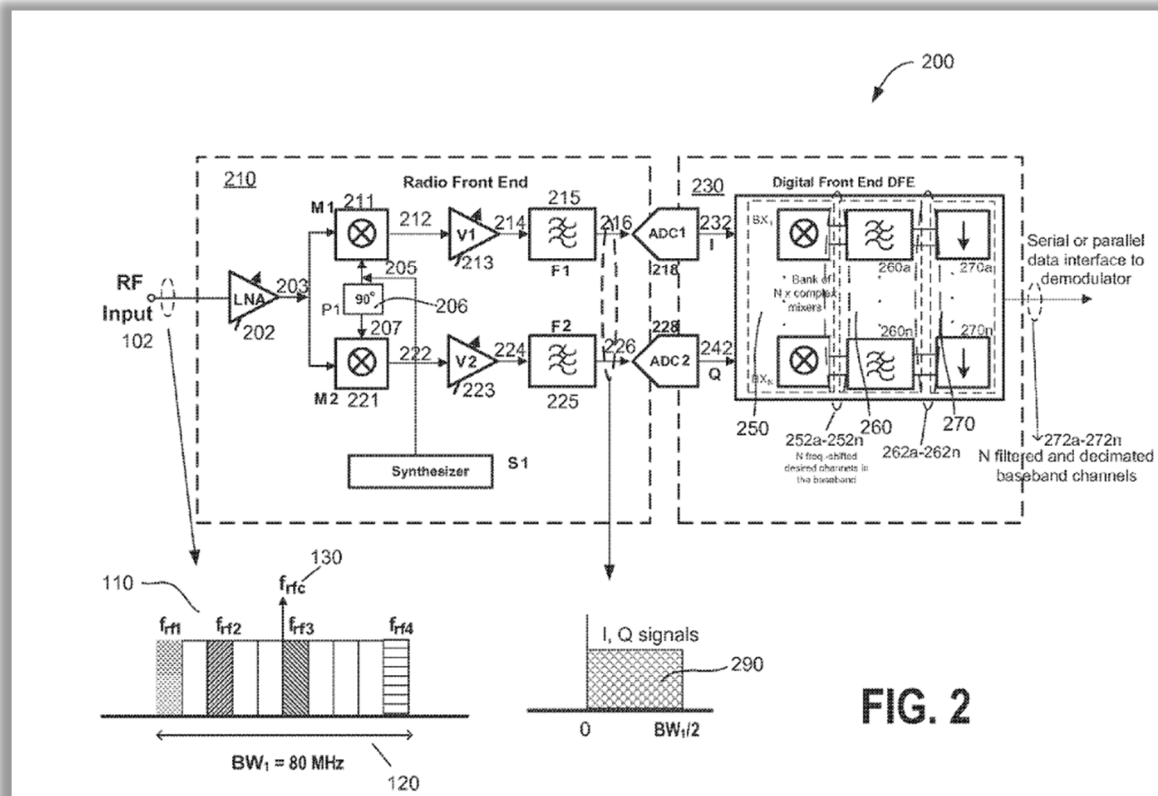 200
210
Radio Front End
230
Digital Front End DFE
M1
211
212
V1
213
214
215
F1
216
ADC1
218
232
I
BX₁
260a
270a
Serial or parallel
data interface to
demodulator
RF
Input
102
LNA
202
203
205
P1
90°
206
207
Bank of
N x complex
mixers
M2
221
222
V2
223
224
F2
225
226
228
ADC2
242
Q
BXₙ
260n
270n
250
252a-252n
N freq.-shifted
desired channels in
the baseband
260
262a-262n
270
272a-272n
N filtered and decimated
baseband channels
Synthesizer
S1
110
130
f_rfc
f_rf1
f_rf2
f_rf3
f_rf4
BW₁ = 80 MHz
120
I, Q signals
290
0
BW₁/2
FIG. 2